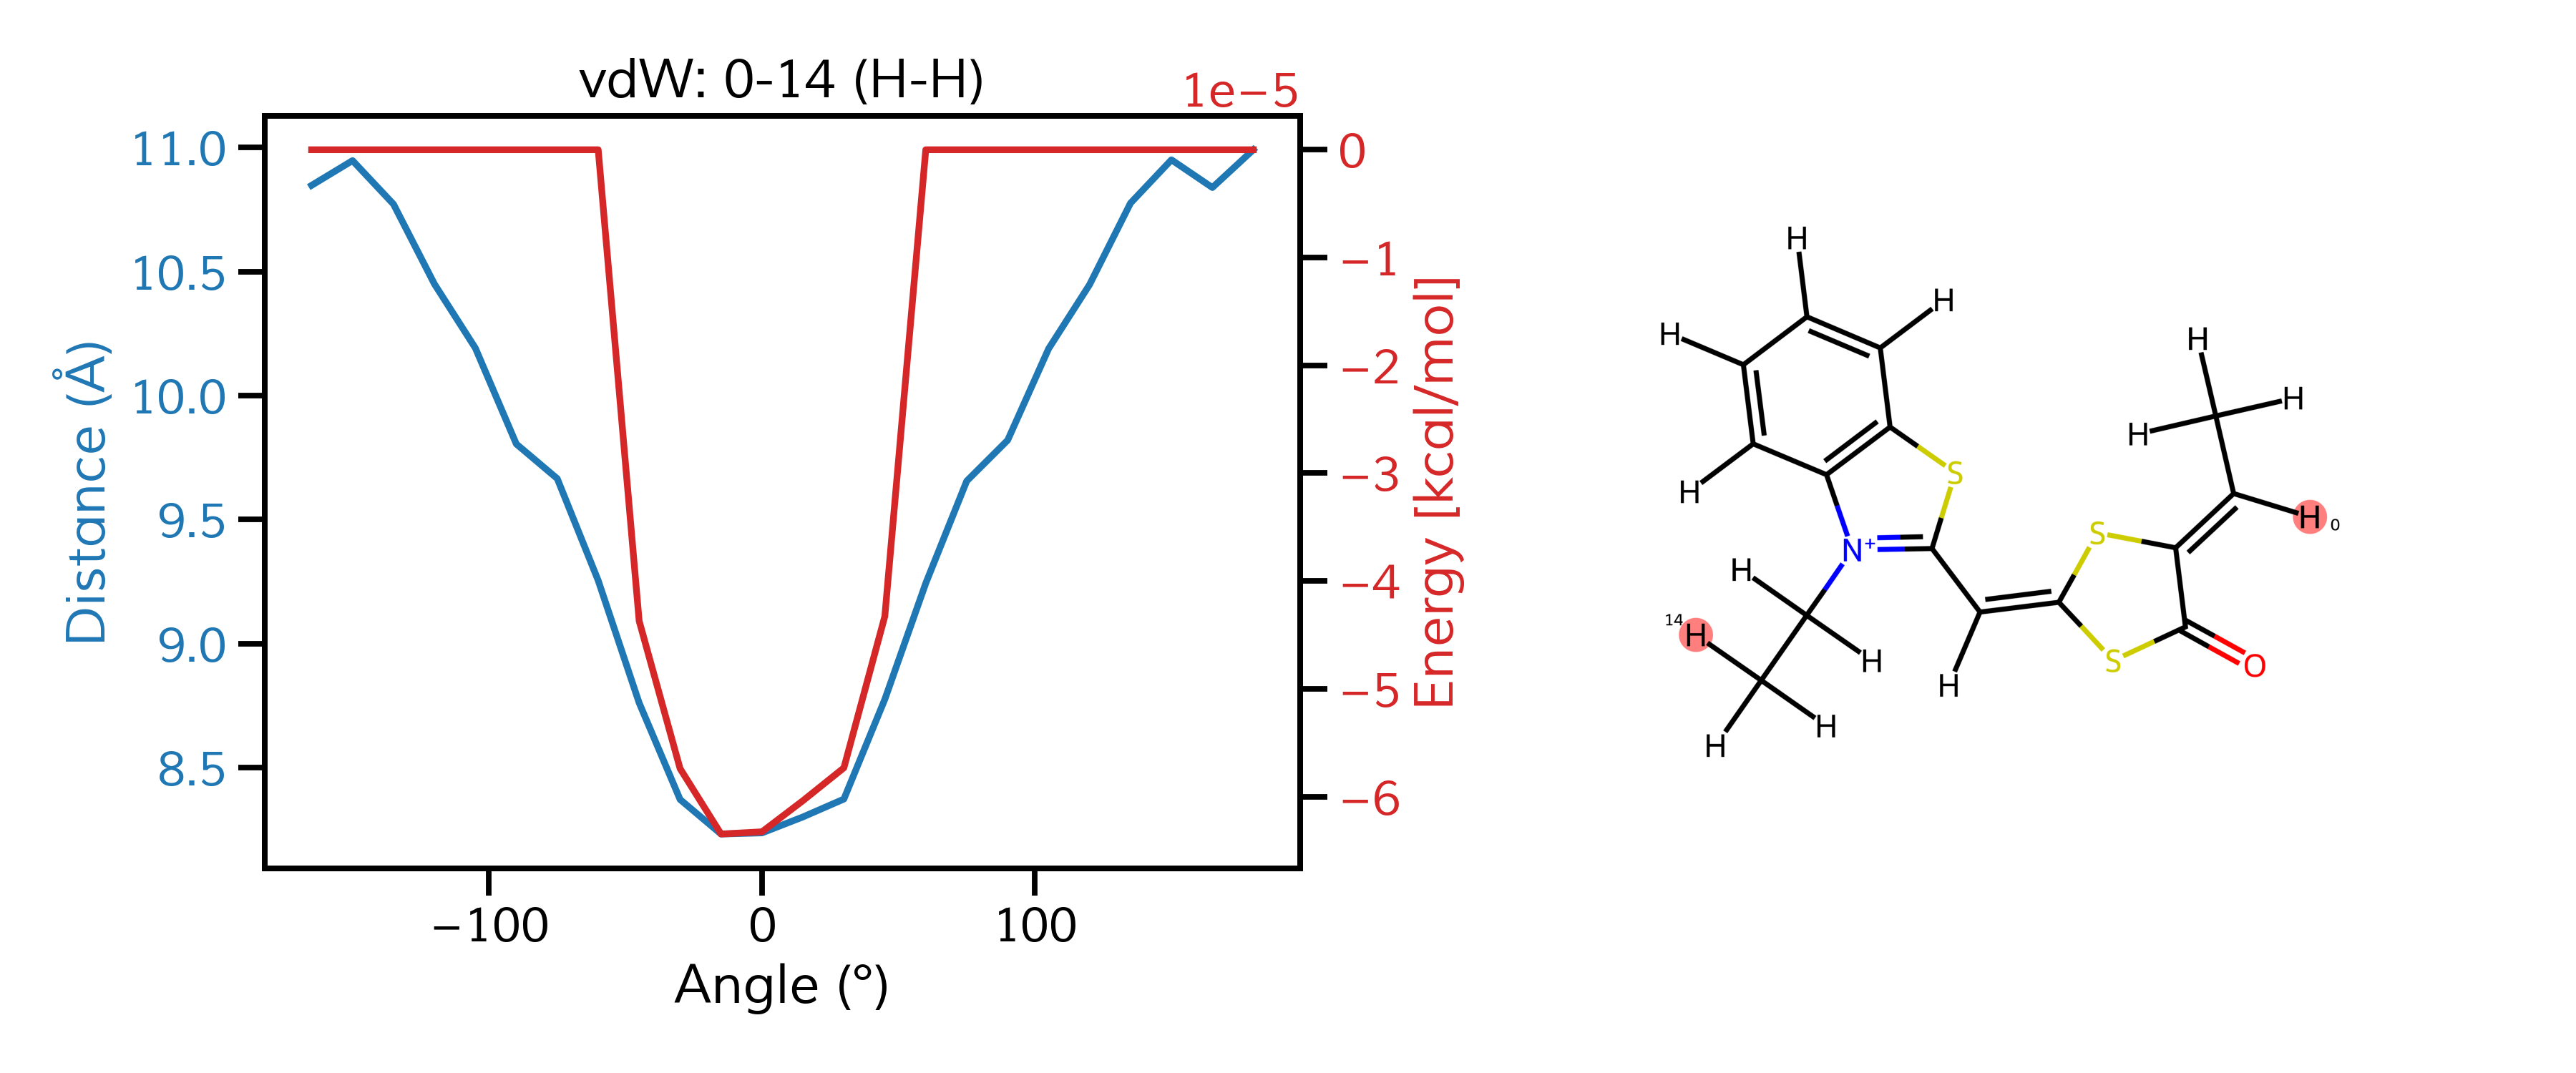 vdW: 0-14 (H-H)
1e−5
Distance (Å)
11.0
10.5
10.0
9.5
9.0
8.5
0
−1
−2
−3
−4
−5
−6
Energy [kcal/mol]
−100
0
100
Angle (°)
H
H
H
H
H
H
H
S
S
H
0
N+
H
14
H
H
H
S
O
H
H